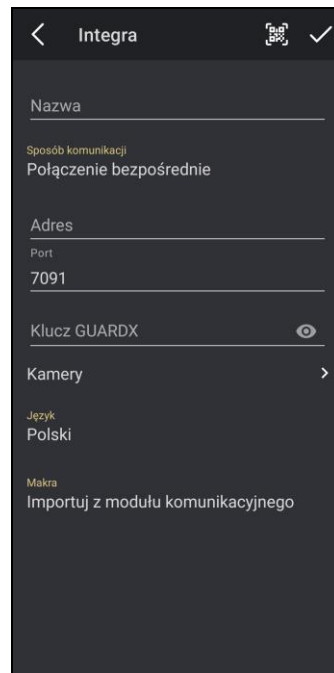 Integra
Nazwa
Sposób komunikacji
Połączenie bezpośrednie
Adres
Port
7091
Klucz GUARDX
Kamery
Język
Polski
Makra
Importuj z modułu komunikacyjnego